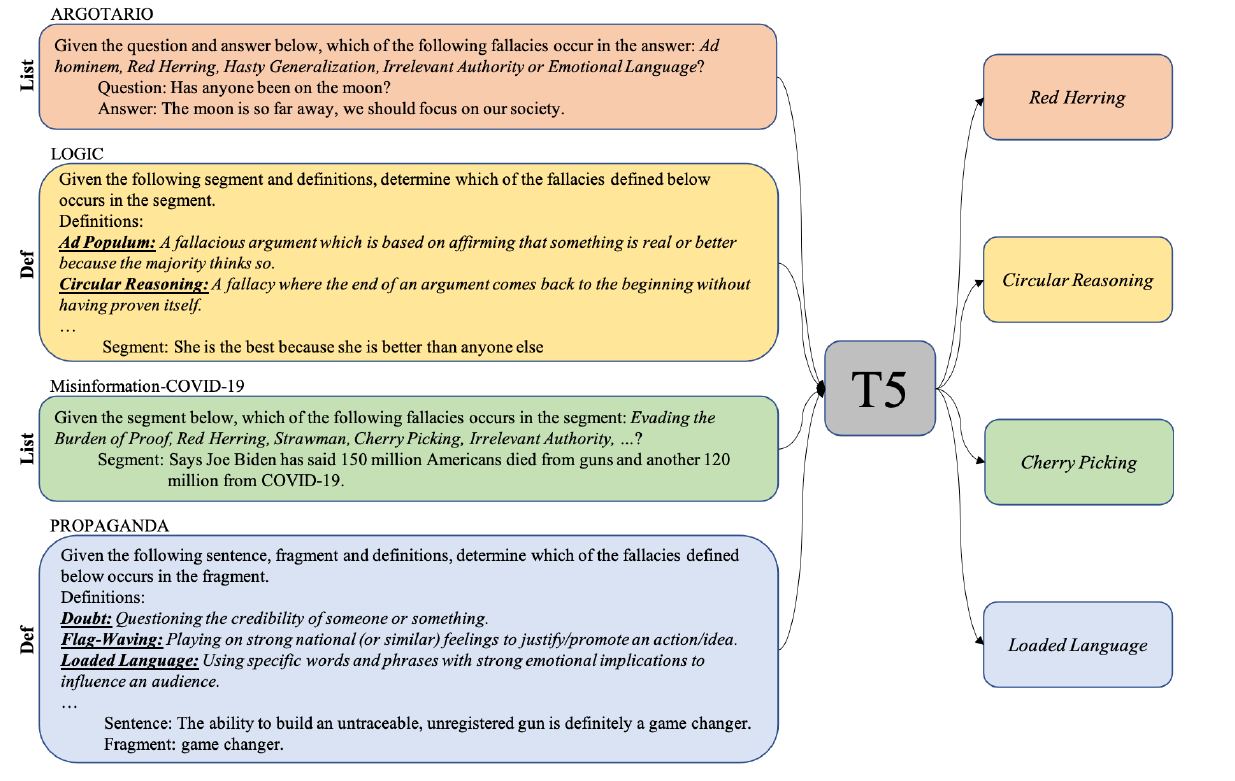 ARGOTARIO
List
Given the question and answer below, which of the following fallacies occur in the answer: Ad
hominem, Red Herring, Hasty Generalization, Irrelevant Authority or Emotional Language?
Question: Has anyone been on the moon?
Answer: The moon is so far away, we should focus on our society.
LOGIC
Def
Given the following segment and definitions, determine which of the fallacies defined below
occurs in the segment.
Definitions:
Ad Populum: A fallacious argument which is based on affirming that something is real or better
because the majority thinks so.
Circular Reasoning: A fallacy where the end of an argument comes back to the beginning without
having proven itself.
…
Segment: She is the best because she is better than anyone else
Misinformation-COVID-19
List
Given the segment below, which of the following fallacies occurs in the segment: Evading the
Burden of Proof, Red Herring, Strawman, Cherry Picking, Irrelevant Authority, …?
Segment: Says Joe Biden has said 150 million Americans died from guns and another 120
million from COVID-19.
PROPAGANDA
Def
Given the following sentence, fragment and definitions, determine which of the fallacies defined
below occurs in the fragment.
Definitions:
Doubt: Questioning the credibility of someone or something.
Flag-Waving: Playing on strong national (or similar) feelings to justify/promote an action/idea.
Loaded Language: Using specific words and phrases with strong emotional implications to
influence an audience.
…
Sentence: The ability to build an untraceable, unregistered gun is definitely a game changer.
Fragment: game changer.
T5
Red Herring
Circular Reasoning
Cherry Picking
Loaded Language